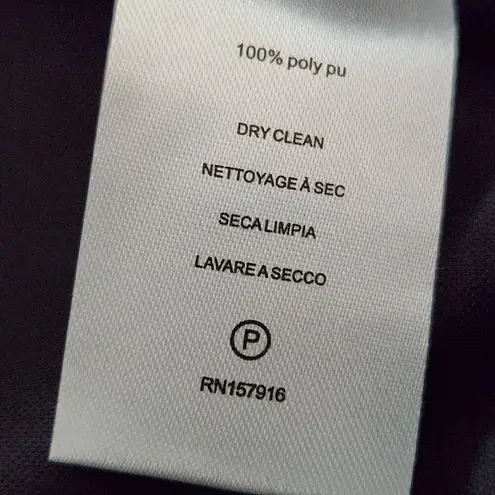 100% poly pu
DRY CLEAN
NETTOYAGE À SEC
SECA LIMPIA
LAVARE A SECCO
P
RN157916